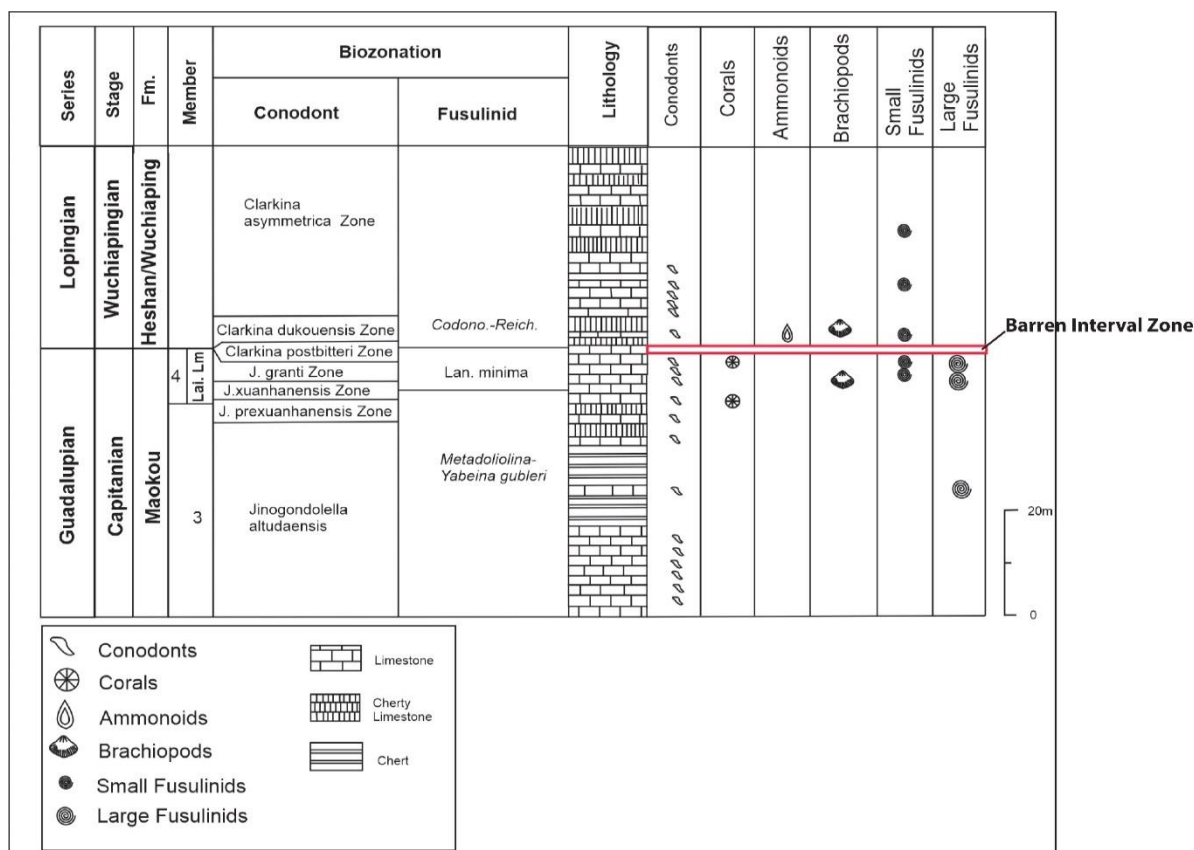 Series
Stage
Fm.
Member
Biozonation
Conodont
Fusulinid
Lithology
Conodonts
Corals
Ammonoids
Brachiopods
Small
Fusulinids
Large
Fusulinids
Lopingian
Wuchiapingian
Heshan/Wuchiaping
Clarkina
asymmetrica Zone
Clarkina dukouensis Zone
Codono.-Reich.
Barren Interval Zone
Clarkina postbitteri Zone
Guadalupian
Capitanian
Maokou
4
Lai. Lm
J. granti Zone
Lan. minima
J.xuanhanensis Zone
J. prexuanhanensis Zone
3
Metadoliolina-
Yabeina gubleri
Jinogondolella
altudaensis
20m
0
Conodonts
Corals
Ammonoids
Brachiopods
Small Fusulinids
Large Fusulinids
Limestone
Cherty
Limestone
Chert